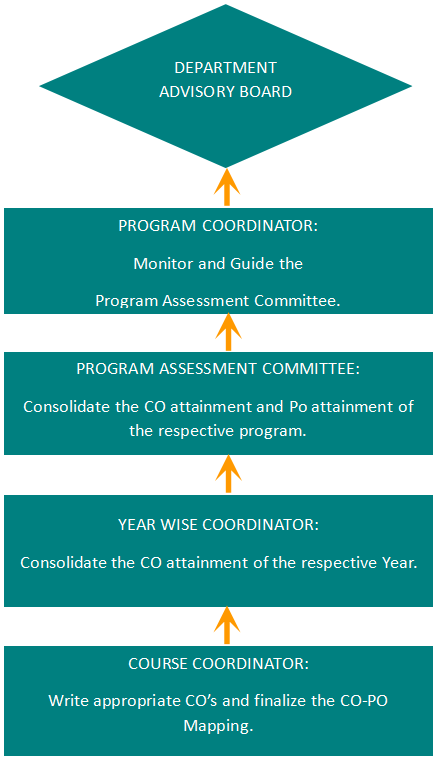 DEPARTMENT
ADVISORY BOARD
PROGRAM COORDINATOR:
Monitor and Guide the
Program Assessment Committee.
PROGRAM ASSESSMENT COMMITTEE:
Consolidate the CO attainment and Po attainment of
the respective program.
YEAR WISE COORDINATOR:
Consolidate the CO attainment of the respective Year.
COURSE COORDINATOR:
Write appropriate CO’s and finalize the CO-PO
Mapping.